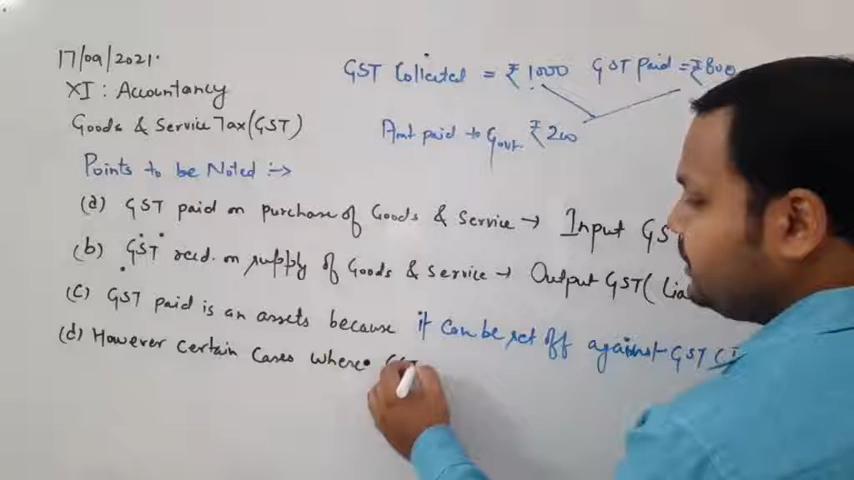 17/09/2021.
XI : Accountancy
Goods & Service Tax (GST)
GST Collected = ₹ 1000 GST Paid = ₹ 800
Amt paid to Govt. ₹ 200
Points to be Noted :->
(a) GST paid on purchase of Goods & Service → Input GS
(b) GST recd. on supply of Goods & Service → Output GST (Lia
(c) GST paid is an assets because it can be set off against GST (I
(d) However certain cases where GST